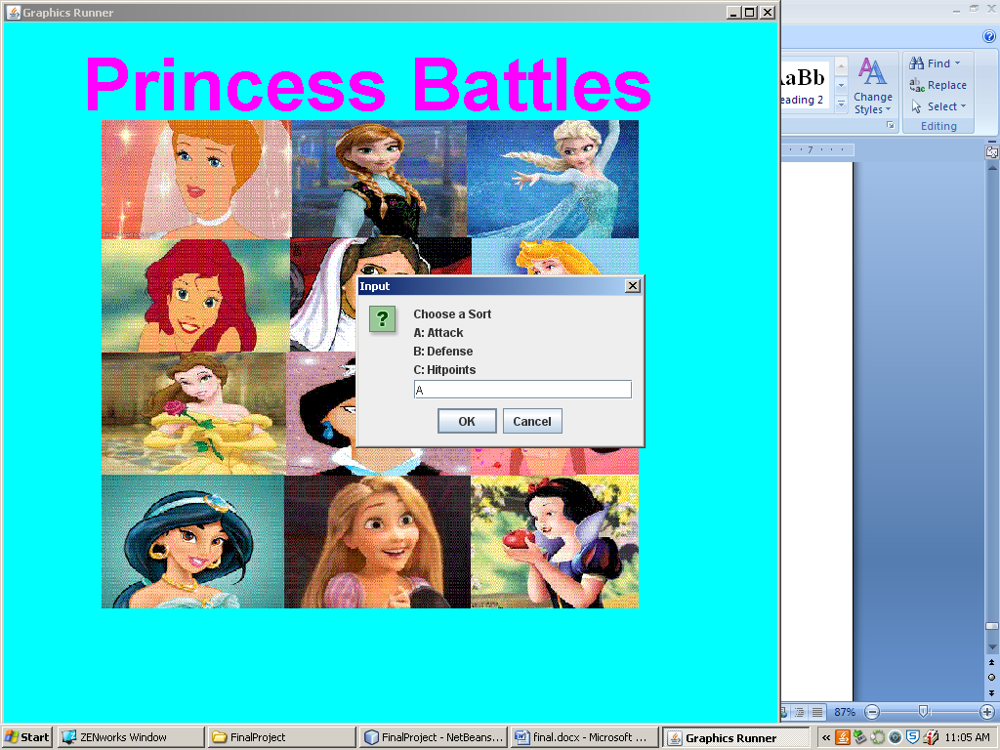 Graphics Runner
Princess Battles
AaBb
eading 2
Change
Styles
Find
Replace
Select
Editing
7
Input
?
Choose a Sort
A: Attack
B: Defense
C: Hitpoints
A
OK
Cancel
87%
Start
ZENworks Window
FinalProject
FinalProject - NetBeans...
final.docx - Microsoft ...
Graphics Runner
11:05 AM